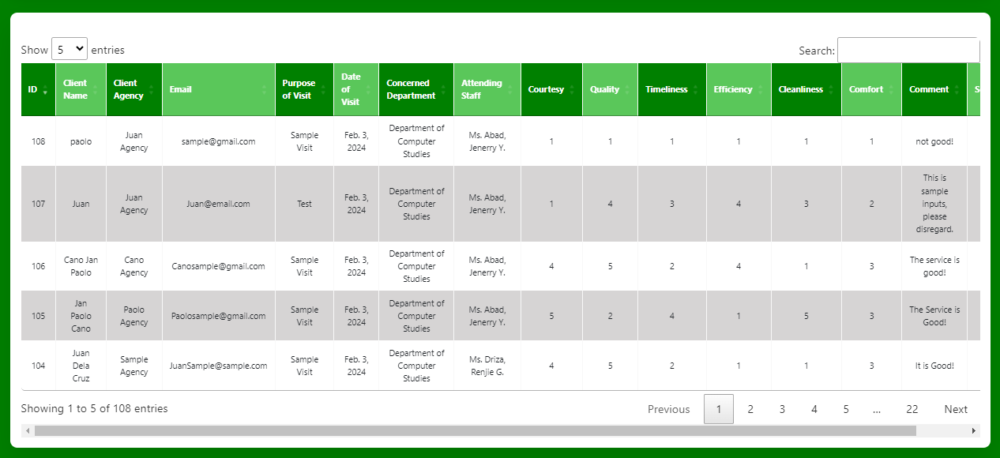 Show 5 entries
Search:
ID Client Name Client Agency Email Purpose of Visit Date of Visit Concerned Department Attending Staff Courtesy Quality Timeliness Efficiency Cleanliness Comfort Comment
108 paolo Juan Agency sample@gmail.com Sample Visit Feb. 3, 2024 Department of Computer Studies Ms. Abad, Jenerry Y. 1 1 1 1 1 1 not good!
107 Juan Juan Agency Juan@email.com Test Feb. 3, 2024 Department of Computer Studies Ms. Abad, Jenerry Y. 1 4 3 4 3 2 This is sample inputs, please disregard.
106 Cano Jan Paolo Cano Agency Canosample@gmail.com Sample Visit Feb. 3, 2024 Department of Computer Studies Ms. Abad, Jenerry Y. 4 5 2 4 1 3 The service is good!
105 Jan Paolo Cano Paolo Agency Paolosample@gmail.com Sample Visit Feb. 3, 2024 Department of Computer Studies Ms. Abad, Jenerry Y. 5 2 4 1 5 3 The Service is Good!
104 Juan Dela Cruz Sample Agency JuanSample@sample.com Sample Visit Feb. 3, 2024 Department of Computer Studies Ms. Driza, Renjie G. 4 5 2 1 1 3 It is Good!
Showing 1 to 5 of 108 entries
Previous 1 2 3 4 5 … 22 Next